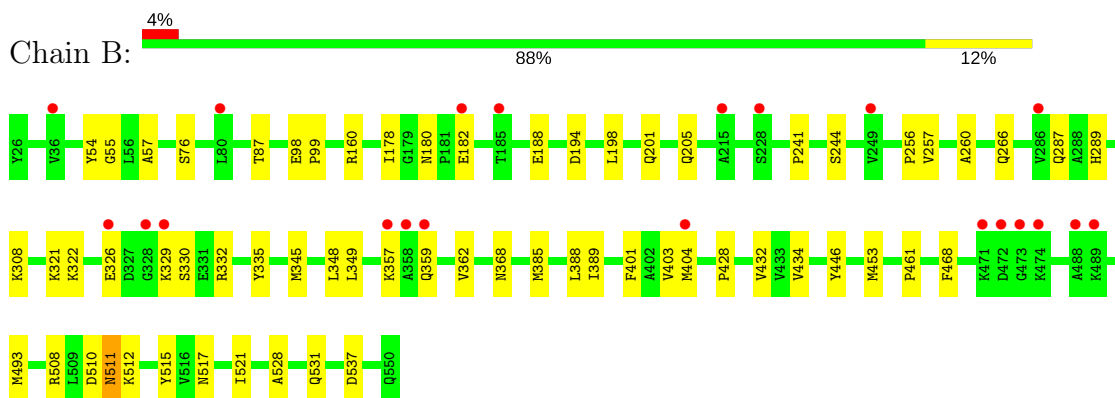 4%
Chain B:
88% 12%
Y26 V36 Y54 G55 L56 A57 S76 L80 T87 E98 P99 R160 I178 G179 N180 P181 E182 T185 E188 D194 L198 Q201 Q205 A215 S228 P241 S244 V249 P256 V257 A260 Q266 V286 Q287 A288 H289
K308 K321 K322 E326 D327 G328 K329 S330 E331 R332 Y335 M345 L348 L349 K357 A358 Q359 V362 N368 M385 L388 I389 F401 A402 V403 M404 P428 V432 V433 V434 Y446 M453 P461 F468 K471 D472 G473 K474 A488 K489
M493 R508 L509 D510 N511 K512 Y515 V516 N517 I521 A528 Q531 D537 Q550